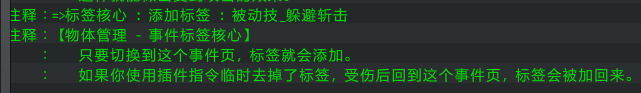 注释：=>标签核心 : 添加标签 : 被动技_躲避斩击
注释：【物体管理 - 事件标签核心】
：    只要切换到这个事件页，标签就会添加。
：    如果你使用插件指令临时去掉了标签，受伤后回到这个事件页，标签会被加回来。